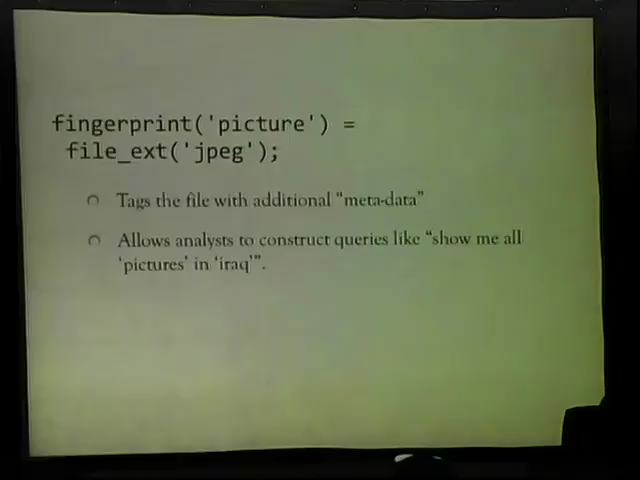 fingerprint('picture') =
file_ext('jpeg');
Tags the file with additional “meta-data”
Allows analysts to construct queries like “show me all
‘pictures’ in ‘iraq’”.